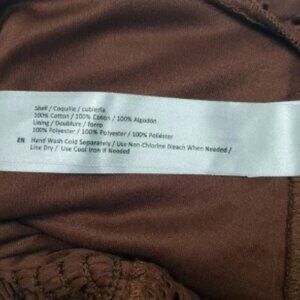 Shell / Coquille / cubierta
100% Cotton / 100% Coton / 100% Algodón
Lining / Doublure / forro
100% Polyester / 100% Polyester / 100% Poliéster
EN Hand Wash Cold Separately / Use Non-Chlorine Bleach When Needed /
Line Dry / Use Cool Iron If Needed